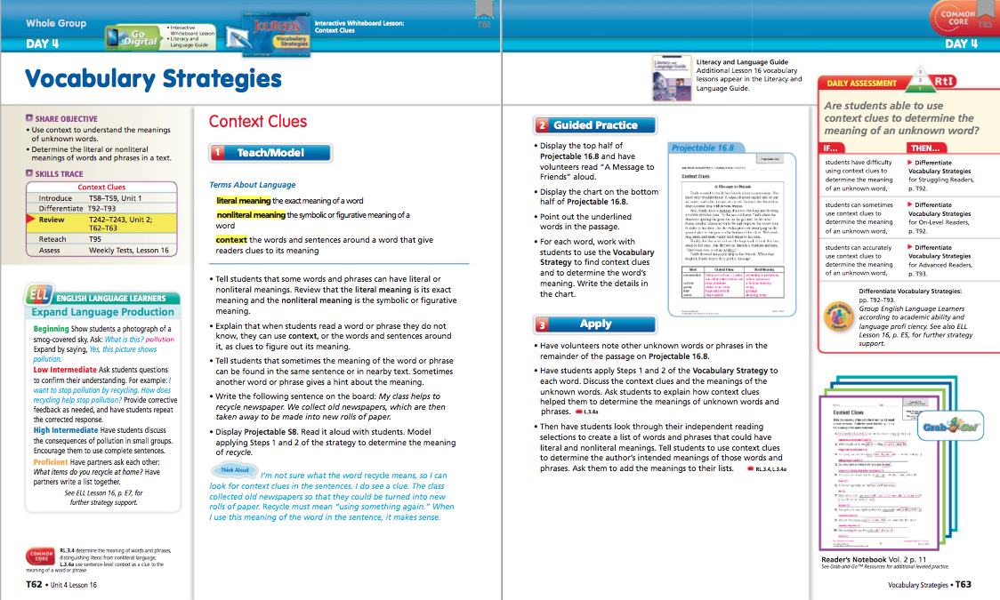 Whole Group
DAY 4
Go
Digital
• Interactive
Whiteboard Lesson
• Literacy and
Language Guide
JOURNEYS
Vocabulary
Strategies
Interactive Whiteboard Lesson:
Context Clues
T62
Vocabulary Strategies
SHARE OBJECTIVE
• Use context to understand the meanings
of unknown words.
• Determine the literal or nonliteral
meanings of words and phrases in a text.
SKILLS TRACE
Context Clues
Introduce T58–T59, Unit 1
Differentiate T92–T93
Review T242–T243, Unit 2;
T62–T63
Reteach T95
Assess Weekly Tests, Lesson 16
ELL ENGLISH LANGUAGE LEARNERS
Expand Language Production
Beginning Show students a photograph of a
smog-covered sky. Ask: What is this? pollution
Expand by saying, Yes, this picture shows
pollution.
Low Intermediate Ask students questions
to confirm their understanding. For example: I
want to stop pollution by recycling. How does
recycling help stop pollution? Provide corrective
feedback as needed, and have students repeat
the corrected response.
High Intermediate Have students discuss
the consequences of pollution in small groups.
Encourage them to use complete sentences.
Proficient Have partners ask each other:
What items do you recycle at home? Have
partners write a list together.
See ELL Lesson 16, p. E7, for
further strategy support.
COMMON
CORE
RL.3.4 determine the meaning of words and phrases,
distinguishing literal from nonliteral language;
L.3.4a use sentence-level context as a clue to the
meaning of a word or phrase
T62 • Unit 4 Lesson 16
Context Clues
1 Teach/Model
Terms About Language
literal meaning the exact meaning of a word
nonliteral meaning the symbolic or figurative meaning of a
word
context the words and sentences around a word that give
readers clues to its meaning
• Tell students that some words and phrases can have literal or
nonliteral meanings. Review that the literal meaning is its exact
meaning and the nonliteral meaning is the symbolic or figurative
meaning.
• Explain that when students read a word or phrase they do not
know, they can use context, or the words and sentences around
it, as clues to figure out its meaning.
• Tell students that sometimes the meaning of the word or phrase
can be found in the same sentence or in nearby text. Sometimes
another word or phrase gives a hint about the meaning.
• Write the following sentence on the board: My class helps to
recycle newspaper. We collect old newspapers, which are then
taken away to be made into new rolls of paper.
• Display Projectable S8. Read it aloud with students. Model
applying Steps 1 and 2 of the strategy to determine the meaning
of recycle.
Think Aloud
I'm not sure what the word recycle means, so I can
look for context clues in the sentences. I do see a clue. The class
collected old newspapers so that they could be turned into new
rolls of paper. Recycle must mean "using something again." When
I use this meaning of the word in the sentence, it makes sense.
COMMON
CORE
T63
DAY 4
Literacy and
Language Guide
Literacy and Language Guide
Additional Lesson 16 vocabulary
lessons appear in the Literacy and
Language Guide.
2 Guided Practice
• Display the top half of
Projectable 16.8 and have
volunteers read "A Message to
Friends" aloud.
• Display the chart on the bottom
half of Projectable 16.8.
• Point out the underlined
words in the passage.
• For each word, work with
students to use the Vocabulary
Strategy to find context clues
and to determine the word's
meaning. Write the details in
the chart.
Projectable 16.8
Context Clues
A Message to Friends
3 Apply
• Have volunteers note other unknown words or phrases in the
remainder of the passage on Projectable 16.8.
• Have students apply Steps 1 and 2 of the Vocabulary Strategy to
each word. Discuss the context clues and the meanings of the
unknown words. Ask students to explain how context clues
helped them to determine the meanings of unknown words and
phrases. L.3.4a
• Then have students look through their independent reading
selections to create a list of words and phrases that could have
literal and nonliteral meanings. Tell students to use context clues
to determine the author's intended meanings of those words and
phrases. Ask them to add the meanings to their lists. RL.3.4, L.3.4a
DAILY ASSESSMENT
3
2
1
RtI
Are students able to use
context clues to determine the
meaning of an unknown word?
IF... THEN...
students have difficulty
using context clues to
determine the meaning
of an unknown word,
Differentiate
Vocabulary Strategies
for Struggling Readers,
p. T92.
students can sometimes
use context clues to
determine the meaning
of an unknown word,
Differentiate
Vocabulary Strategies
for On-Level Readers,
p. T92.
students can accurately
use context clues to
determine the meaning
of an unknown word,
Differentiate
Vocabulary Strategies
for Advanced Readers,
p. T93.
Differentiate Vocabulary Strategies:
pp. T92–T93.
Group English Language Learners
according to academic ability and
language profi ciency. See also ELL
Lesson 16, p. E5, for further strategy
support.
Context Clues
Grab-and-Go!
Reader's Notebook Vol. 2 p. 11
See Grab-and-Go™ Resources for additional leveled practice.
Vocabulary Strategies • T63